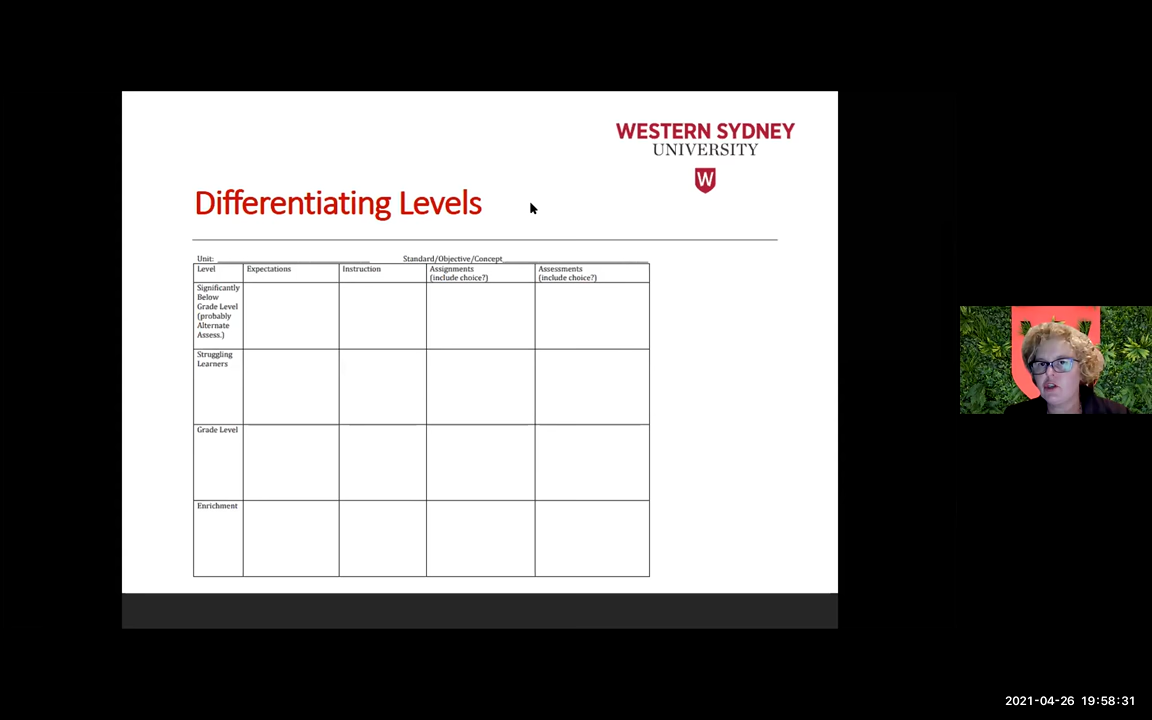 WESTERN SYDNEY
UNIVERSITY
W
Differentiating Levels
Unit: Standard/Objective/Concept
Level Expectations Instruction Assignments Assessments
(include choice?) (include choice?)
Significantly
Below
Grade Level
(probably
Alternate
Assess.)
Struggling
Learners
Grade Level
Enrichment
2021-04-26 19:58:31